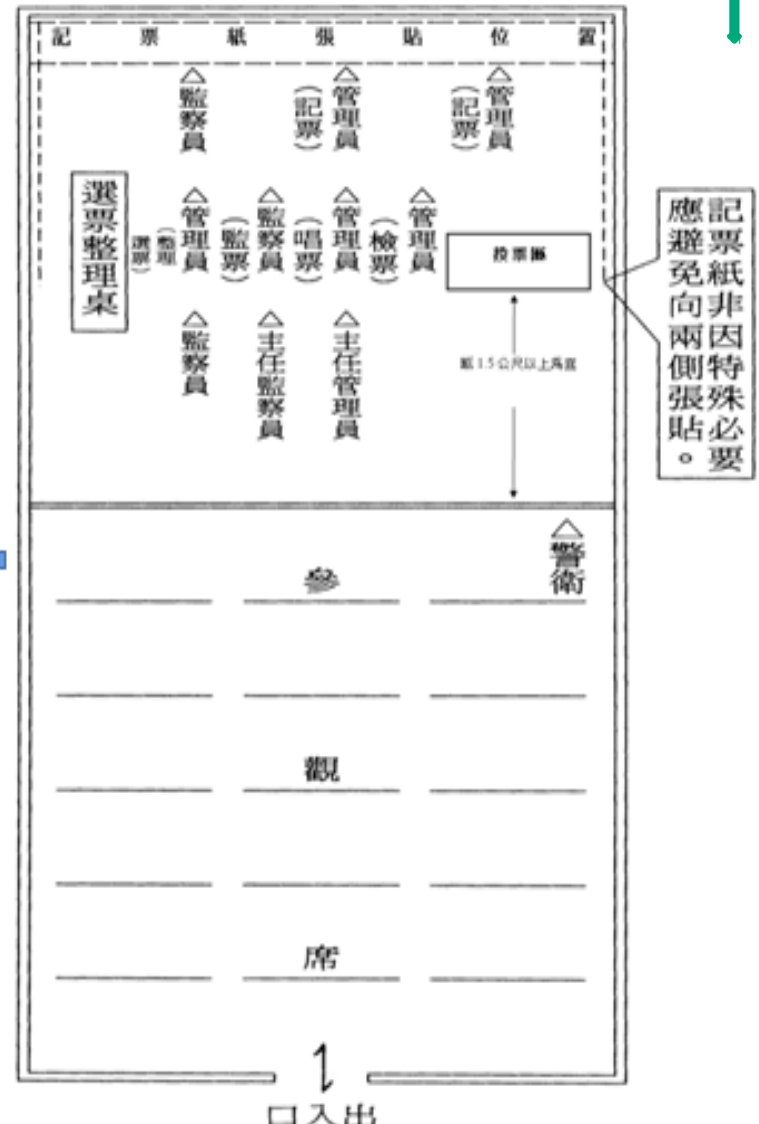 記票紙張貼位置
△管理員
(記票)
△管理員
(記票)
△監察員
△管理員
(檢票)
△管理員
(唱票)
△監察員
(監票)
△管理員
(整理
選票)
選票整理桌
投票匭
1.5公尺以上為宜
△主任管理員
△主任監察員
△監察員
記票紙非因特殊必要
應避免向兩側張貼。
△警衛
參
觀
席
口入出